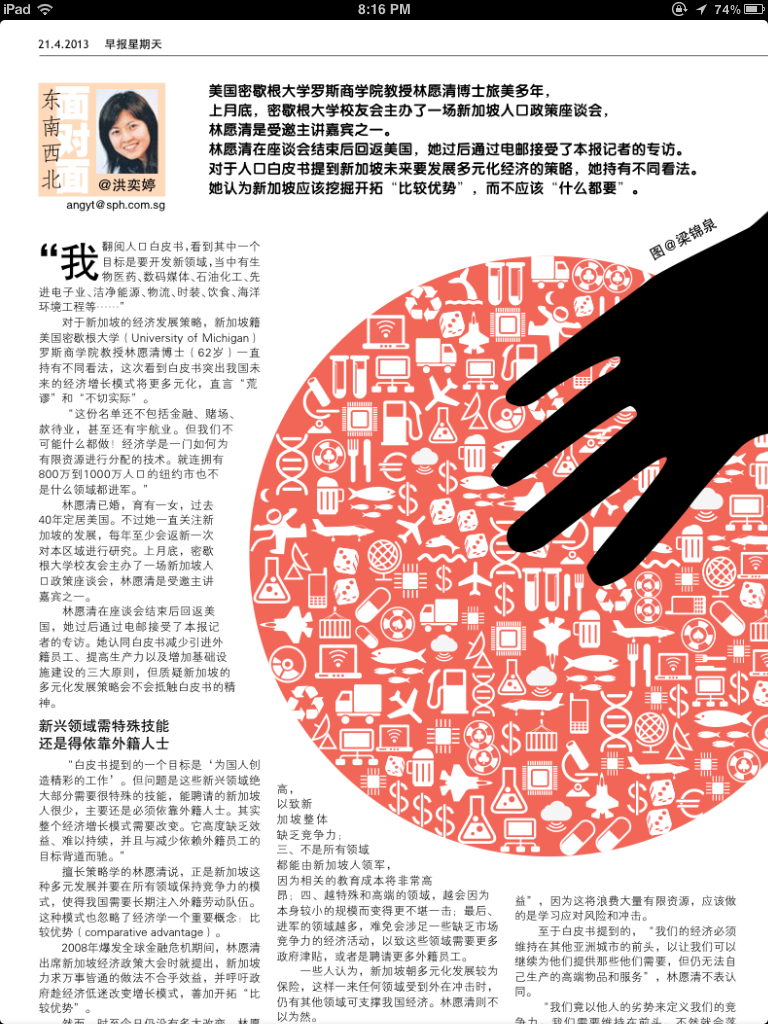 iPad
8:16 PM
74%
21.4.2013 早报星期天
东南西北
面对面
@洪奕婷
angyt@sph.com.sg
美国密歇根大学罗斯商学院教授林愿清博士旅美多年，
上月底，密歇根大学校友会主办了一场新加坡人口政策座谈会，
林愿清是受邀主讲嘉宾之一。
林愿清在座谈会结束后回返美国，她过后通过电邮接受了本报记者的专访。
对于人口白皮书提到新加坡未来要发展多元化经济的策略，她持有不同看法。
她认为新加坡应该挖掘开拓“比较优势”，而不应该“什么都要”。
图@梁锦泉
“我翻阅人口白皮书，看到其中一个
目标是要开发新领域，当中有生
物医药、数码媒体、石油化工、先
进电子业、洁净能源、物流、时装、饮食、海洋
环境工程等……”
对于新加坡的经济发展策略，新加坡籍
美国密歇根大学（University of Michigan）
罗斯商学院教授林愿清博士（62岁）一直
持有不同看法，这次看到白皮书突出我国未
来的经济增长模式将更多元化，直言“荒
谬”和“不切实际”。
“这份名单还不包括金融、赌场、
款待业，甚至还有宇航业。但我们不
可能什么都做！经济学是一门如何为
有限资源进行分配的技术。就连拥有
800万到1000万人口的纽约市也不
是什么领域都进军。”
林愿清已婚，育有一女，过去
40年定居美国。不过她一直关注新
加坡的发展，每年至少会返新一次
对本区域进行研究。上月底，密歇
根大学校友会主办了一场新加坡人
口政策座谈会，林愿清是受邀主讲
嘉宾之一。
林愿清在座谈会结束后回返美
国，她过后通过电邮接受了本报记
者的专访。她认同白皮书减少引进外
籍员工、提高生产力以及增加基础设
施建设的三大原则，但质疑新加坡的
多元化发展策略会不会抵触白皮书的精
神。
新兴领域需特殊技能
还是得依靠外籍人士
“白皮书提到的一个目标是‘为国人创
造精彩的工作’。但问题是这些新兴领域绝
大部分需要很特殊的技能，能聘请的新加坡
人很少，主要还是必须依靠外籍人士。其实
整个经济增长模式需要改变。它高度缺乏效
益、难以持续，并且与减少依赖外籍员工的
目标背道而驰。”
擅长策略学的林愿清说，正是新加坡这
种多元发展并要在所有领域保持竞争力的模
式，使得我国需要长期注入外籍劳动队伍。
这种模式也忽略了经济学一个重要概念：比
较优势（comparative advantage）。
2008年爆发全球金融危机期间，林愿清
出席新加坡经济政策大会时就提出，新加坡
力求万事皆通的做法不合乎效益，并呼吁政
府趁经济低迷改变增长模式，善加开拓“比
较优势”。
然而，时至今日仍没有多大改变，林愿
高，
以致新
加坡整体
缺乏竞争力；
三、不是所有领域
都能由新加坡人领军，
因为相关的教育成本将非常高
昂；四、越特殊和高端的领域，越会因为
本身较小的规模而变得更不堪一击；最后、
进军的领域越多，难免会涉足一些缺乏市场
竞争力的经济活动，以致这些领域需要更多
政府津贴，或者是聘请更多外籍员工。
一些人认为，新加坡朝多元化发展较为
保险，这样一来任何领域受到外在冲击时，
仍有其他领域可支撑我国经济。林愿清则不
以为然。
益”，因为这将浪费大量有限资源，应该做
的是学习应对风险和冲击。
至于白皮书提到的，“我们的经济必须
维持在其他亚洲城市的前头，以让我们可以
继续为他们提供那些他们需要，但仍无法自
己生产的高端物品和服务”，林愿清不表认
同。
“我们竟以他人的劣势来定义我们的竞
争力，我们需要维持在前头，不然就会落